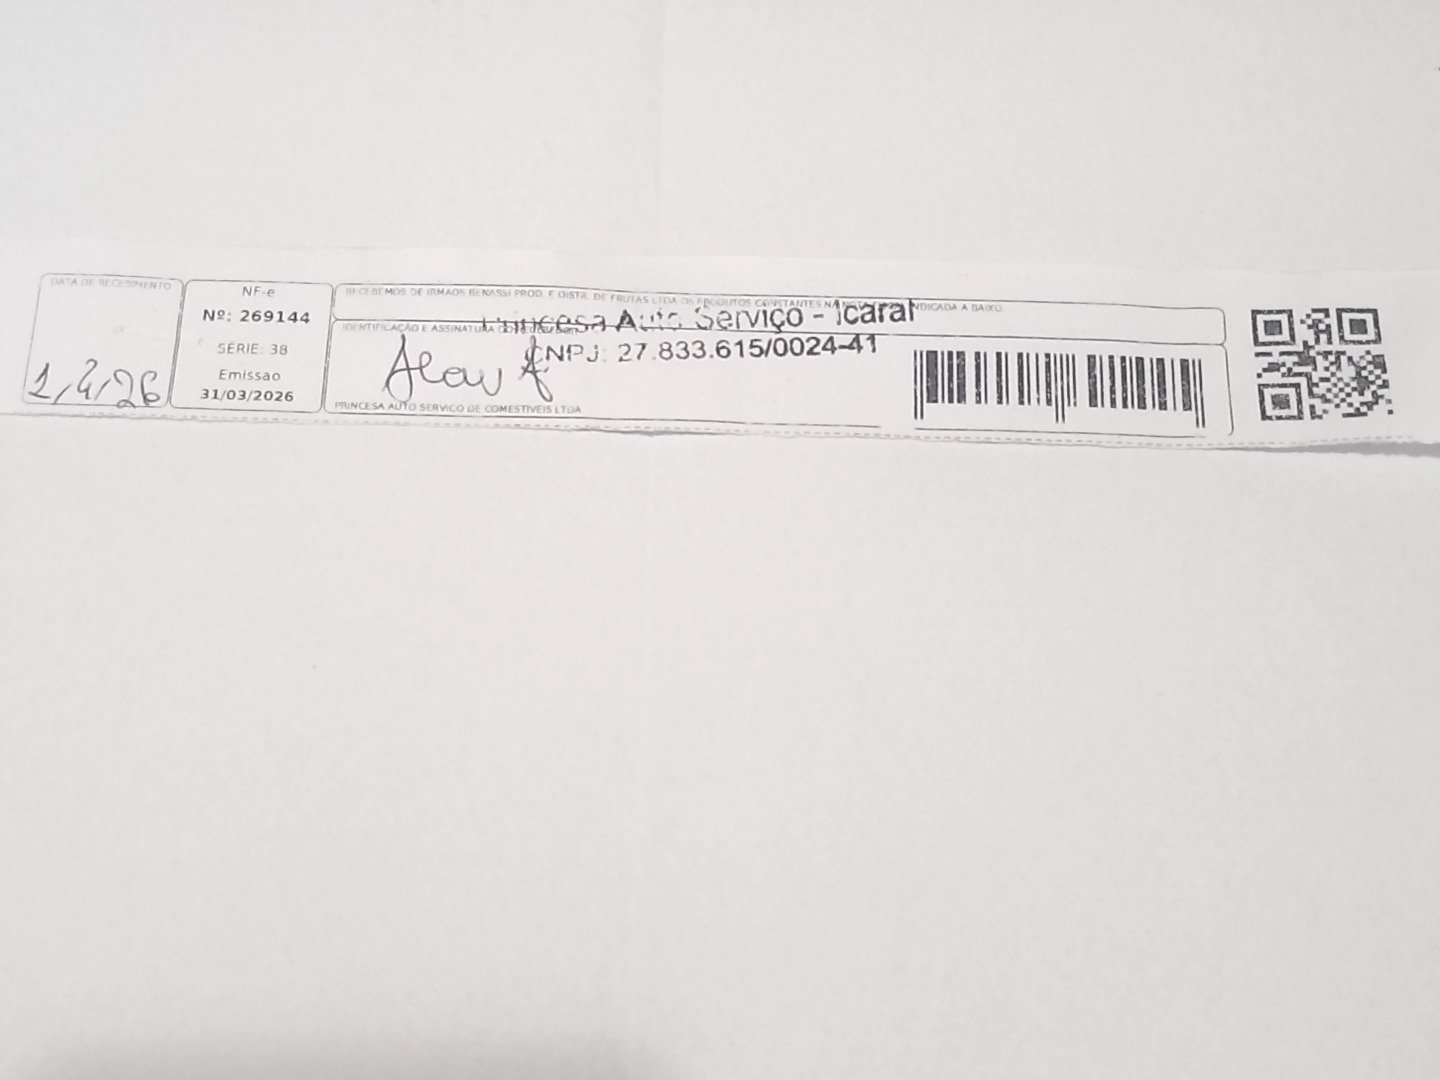 DATA DE RECEBIMENTO
1/4/26
NF-e
Nº: 269144
SÉRIE: 38
Emissao
31/03/2026
RECEBEMOS DE IRMAOS BENASSI PROD. E DISTR. DE FRUTAS LTDA OS PRODUTOS CONSTANTES NA INDICADA A BAIXO
IDENTIFICAÇÃO E ASSINATURA DO
Princesa Auto Serviço - Icaraí
CNPJ: 27.833.615/0024-41
PRINCESA AUTO SERVICO DE COMESTIVEIS LTDA